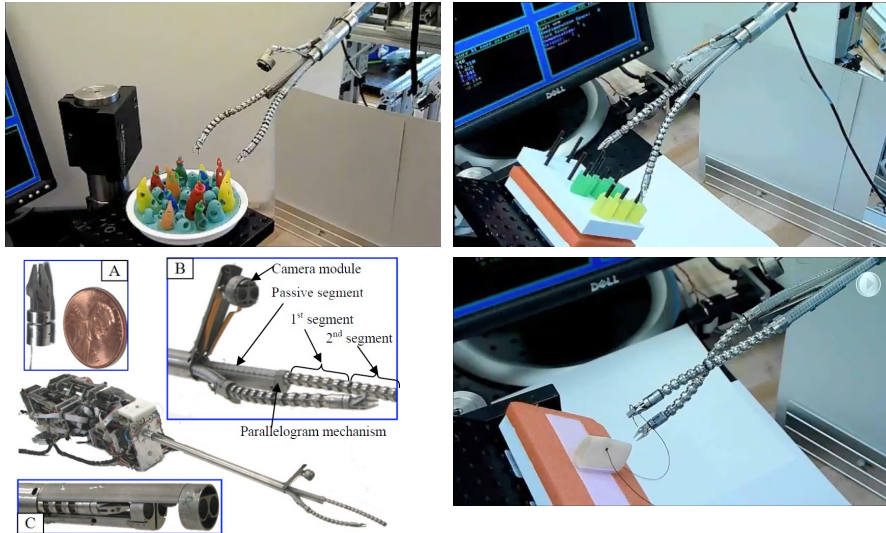 DELL
DELL
A
B
Camera module
Passive segment
1st segment
2nd segment
Parallelogram mechanism
C